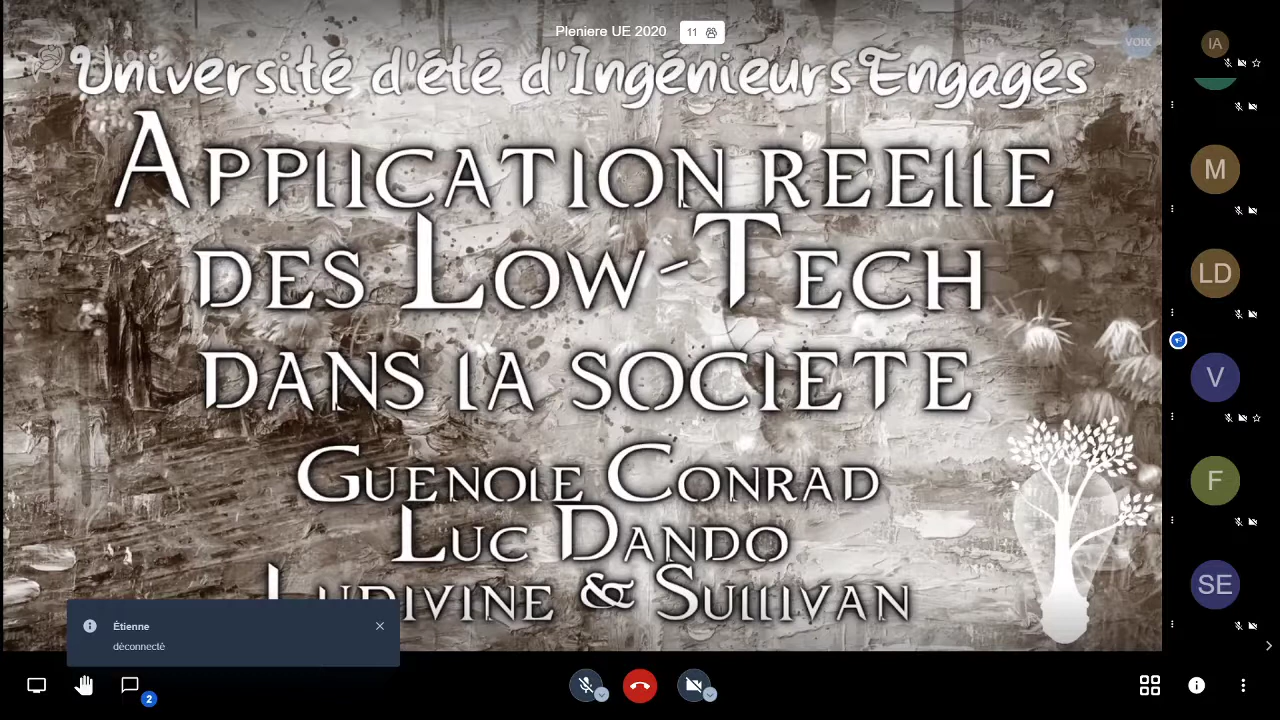 Pleniere UE 2020 11
VOIX
Université d'été d'Ingénieurs Engagés
APPLICATION REELLE
DES LOW-TECH
DANS LA SOCIETE
GUENOLE CONRAD
LUC DANDO
LUDIVINE & SULLIVAN
IA
M
LD
V
F
SE
Étienne
déconnecté
2